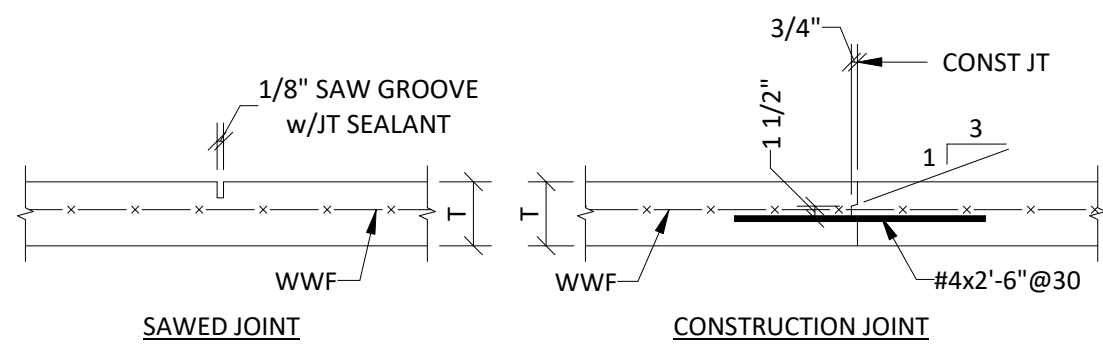 1/8" SAW GROOVE
w/JT SEALANT
T
WWF
SAWED JOINT
3/4"
CONST JT
1 1/2"
3
1
T
WWF
#4x2'-6"@30
CONSTRUCTION JOINT